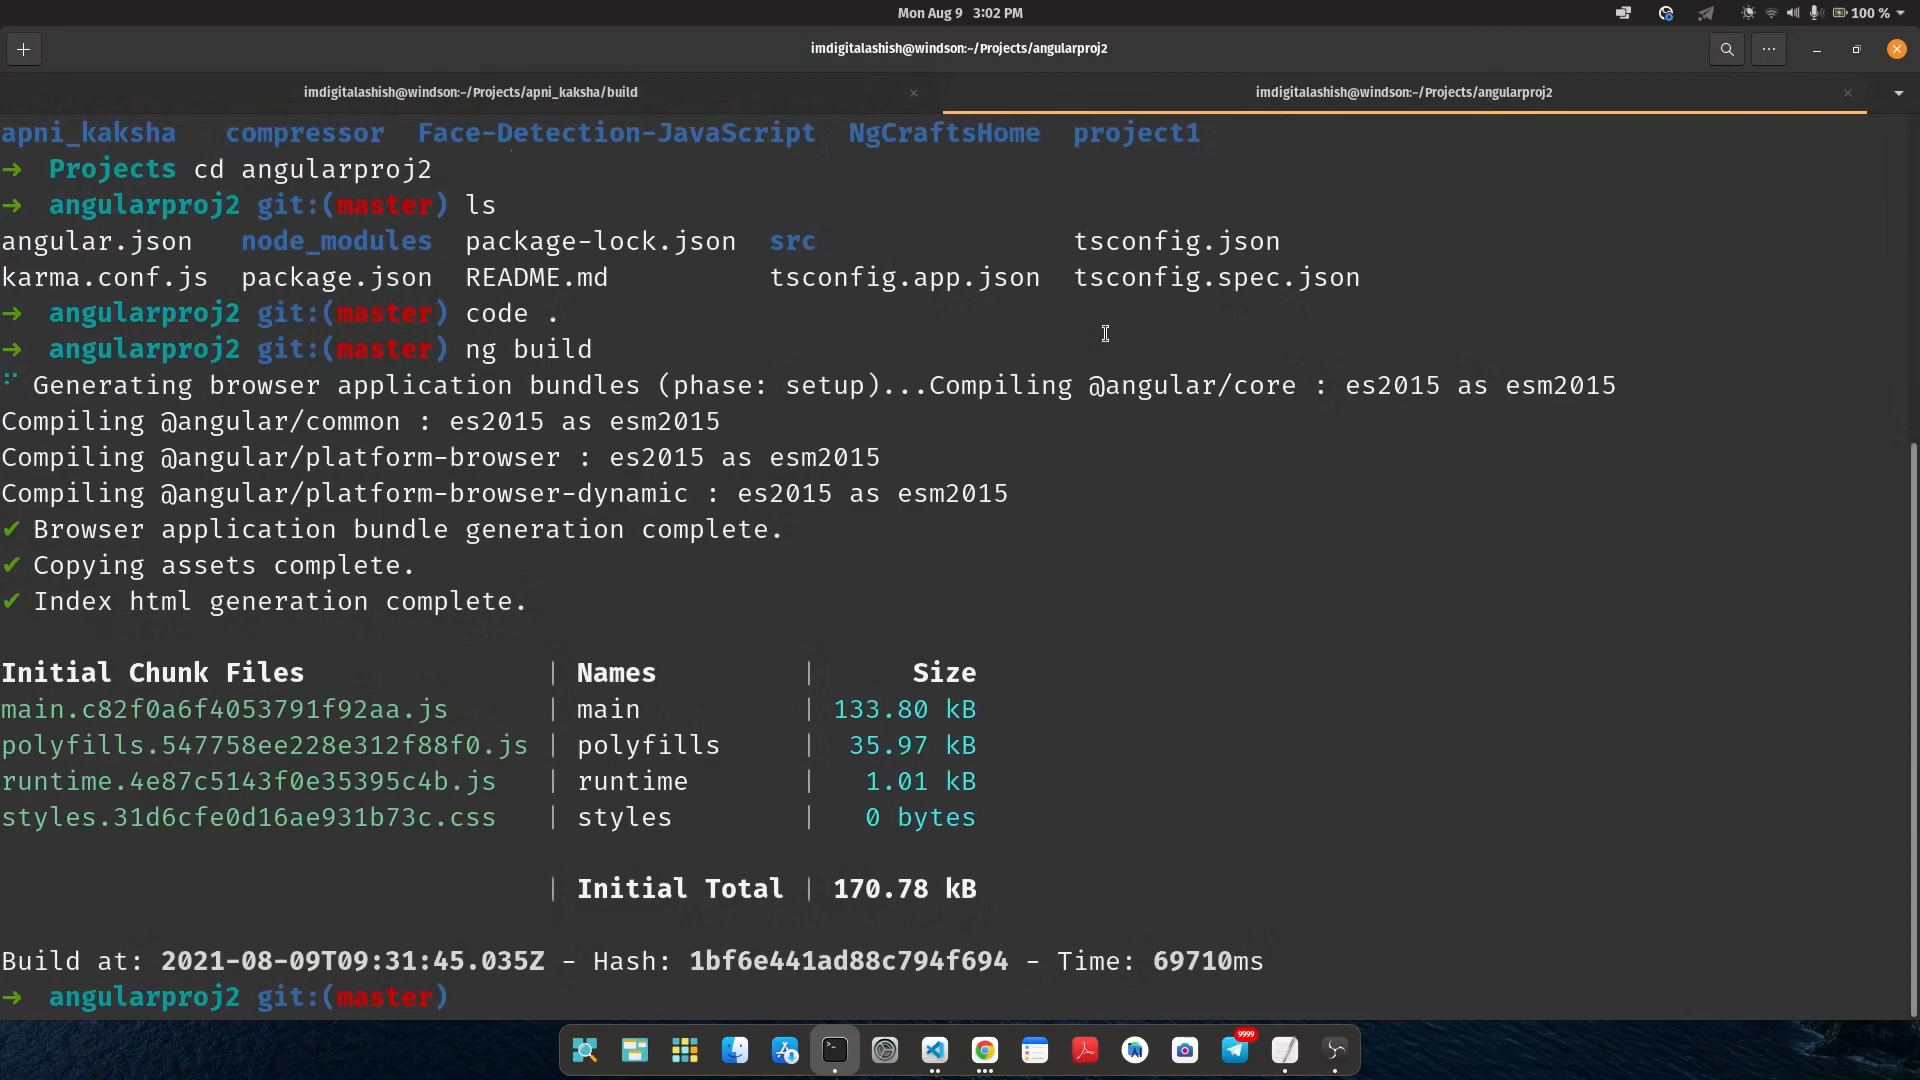 Mon Aug 9 3:02 PM
100 %
imdigitalashish@windson:~/Projects/angularproj2
imdigitalashish@windson:~/Projects/apni_kaksha/build
imdigitalashish@windson:~/Projects/angularproj2
apni_kaksha compressor Face-Detection-JavaScript NgCraftsHome project1
→ Projects cd angularproj2
→ angularproj2 git:(master) ls
angular.json node_modules package-lock.json src tsconfig.json
karma.conf.js package.json README.md tsconfig.app.json tsconfig.spec.json
→ angularproj2 git:(master) code .
→ angularproj2 git:(master) ng build
⠋ Generating browser application bundles (phase: setup)...Compiling @angular/core : es2015 as esm2015
Compiling @angular/common : es2015 as esm2015
Compiling @angular/platform-browser : es2015 as esm2015
Compiling @angular/platform-browser-dynamic : es2015 as esm2015
✔ Browser application bundle generation complete.
✔ Copying assets complete.
✔ Index html generation complete.
Initial Chunk Files | Names | Size
main.c82f0a6f4053791f92aa.js | main | 133.80 kB
polyfills.547758ee228e312f88f0.js | polyfills | 35.97 kB
runtime.4e87c5143f0e35395c4b.js | runtime | 1.01 kB
styles.31d6cfe0d16ae931b73c.css | styles | 0 bytes
| Initial Total | 170.78 kB
Build at: 2021-08-09T09:31:45.035Z - Hash: 1bf6e441ad88c794f694 - Time: 69710ms
→ angularproj2 git:(master)
9999